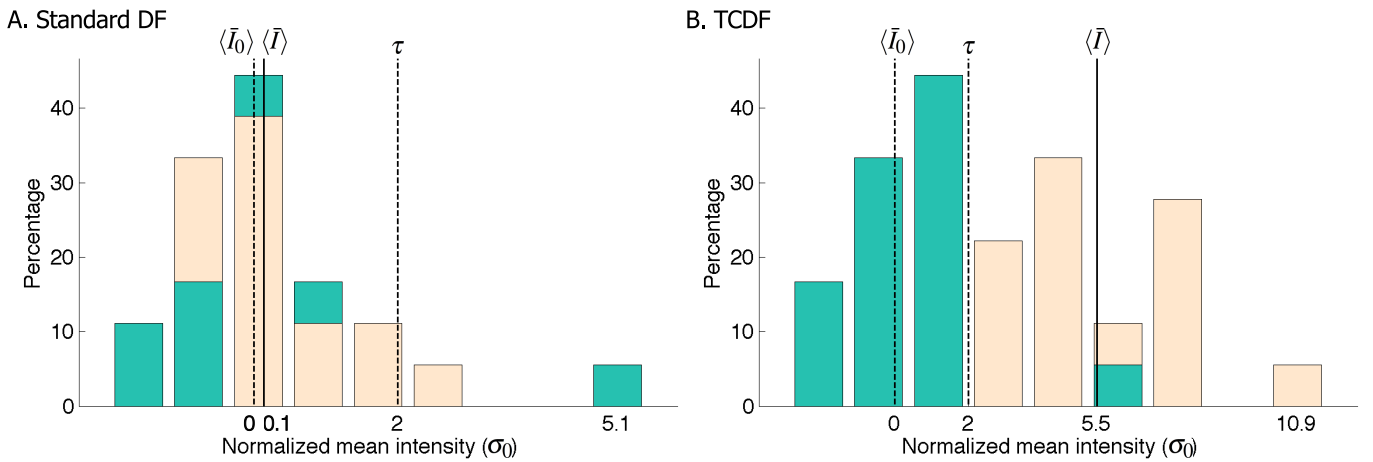 A. Standard DF
⟨Ī₀⟩ ⟨Ī⟩ τ
Percentage
40
30
20
10
0
0 0.1 2 5.1
Normalized mean intensity (σ₀)
B. TCDF
⟨Ī₀⟩ τ ⟨Ī⟩
Percentage
40
30
20
10
0
0 2 5.5 10.9
Normalized mean intensity (σ₀)